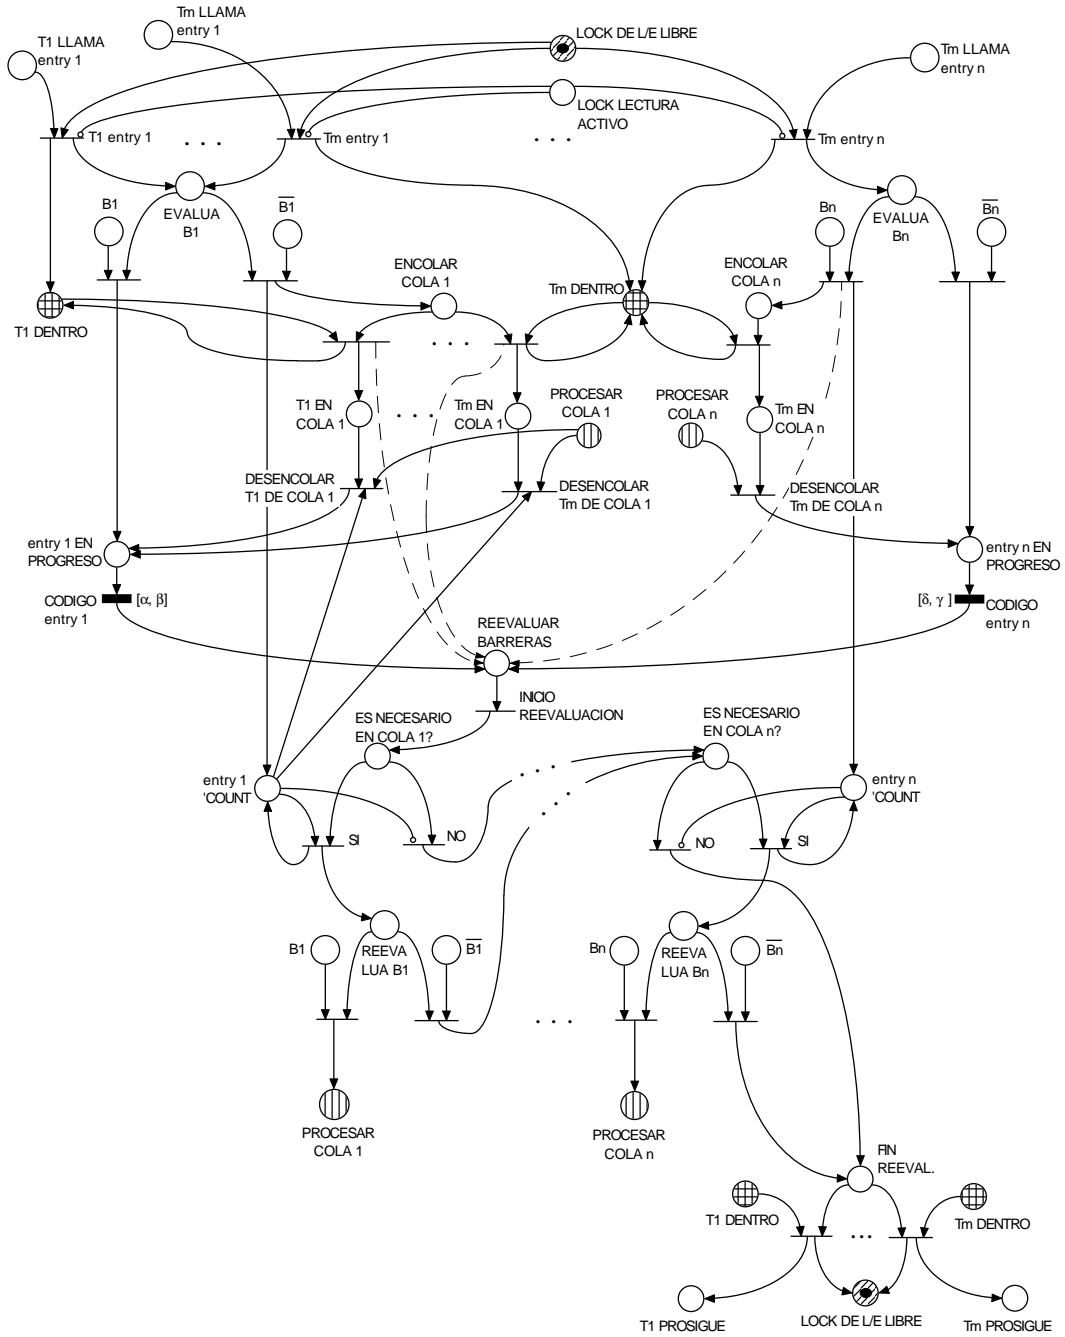 Tm LLAMA
entry 1
T1 LLAMA
entry 1
LOCK DE L/E LIBRE
Tm LLAMA
entry n
LOCK LECTURA
ACTIVO
T1 entry 1
. . .
Tm entry 1
. . .
Tm entry n
B1
EVALUA
B1
B1
Bn
EVALUA
Bn
Bn
ENCOLAR
COLA 1
Tm DENTRO
ENCOLAR
COLA n
T1 DENTRO
. . .
T1 EN
COLA 1
. . .
Tm EN
COLA 1
PROCESAR
COLA 1
PROCESAR
COLA n
Tm EN
COLA n
DESENCOLAR
T1 DE COLA 1
DESENCOLAR
Tm DE COLA 1
DESENCOLAR
Tm DE COLA n
entry 1 EN
PROGRESO
entry n EN
PROGRESO
CODIGO
entry 1
[α, β]
[δ, γ ]
CODIGO
entry n
REEVALUAR
BARRERAS
INICIO
REEVALUACION
ES NECESARIO
EN COLA 1?
ES NECESARIO
EN COLA n?
entry 1
'COUNT
. . . .
. . . .
entry n
'COUNT
SI
NO
NO
SI
B1
REEVA
LUA B1
B1
Bn
REEVA
LUA Bn
Bn
. . .
PROCESAR
COLA 1
PROCESAR
COLA n
FIN
REEVAL.
T1 DENTRO
Tm DENTRO
...
T1 PROSIGUE
LOCK DE L/E LIBRE
Tm PROSIGUE